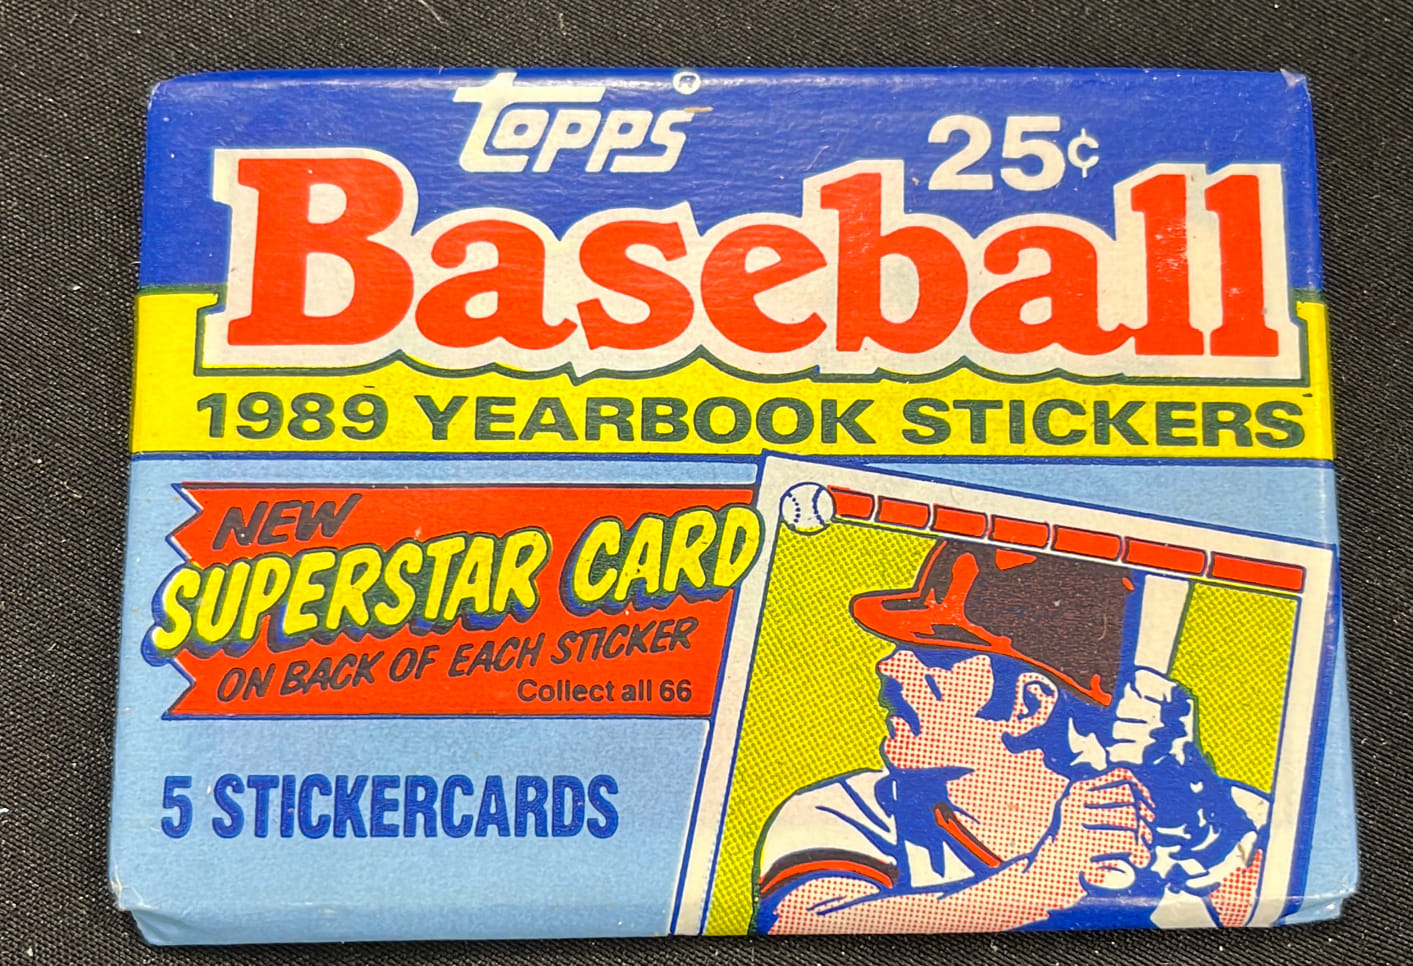 TOPPS®
25¢
Baseball
1989 YEARBOOK STICKERS
NEW
SUPERSTAR CARD
ON BACK OF EACH STICKER
Collect all 66
5 STICKERCARDS